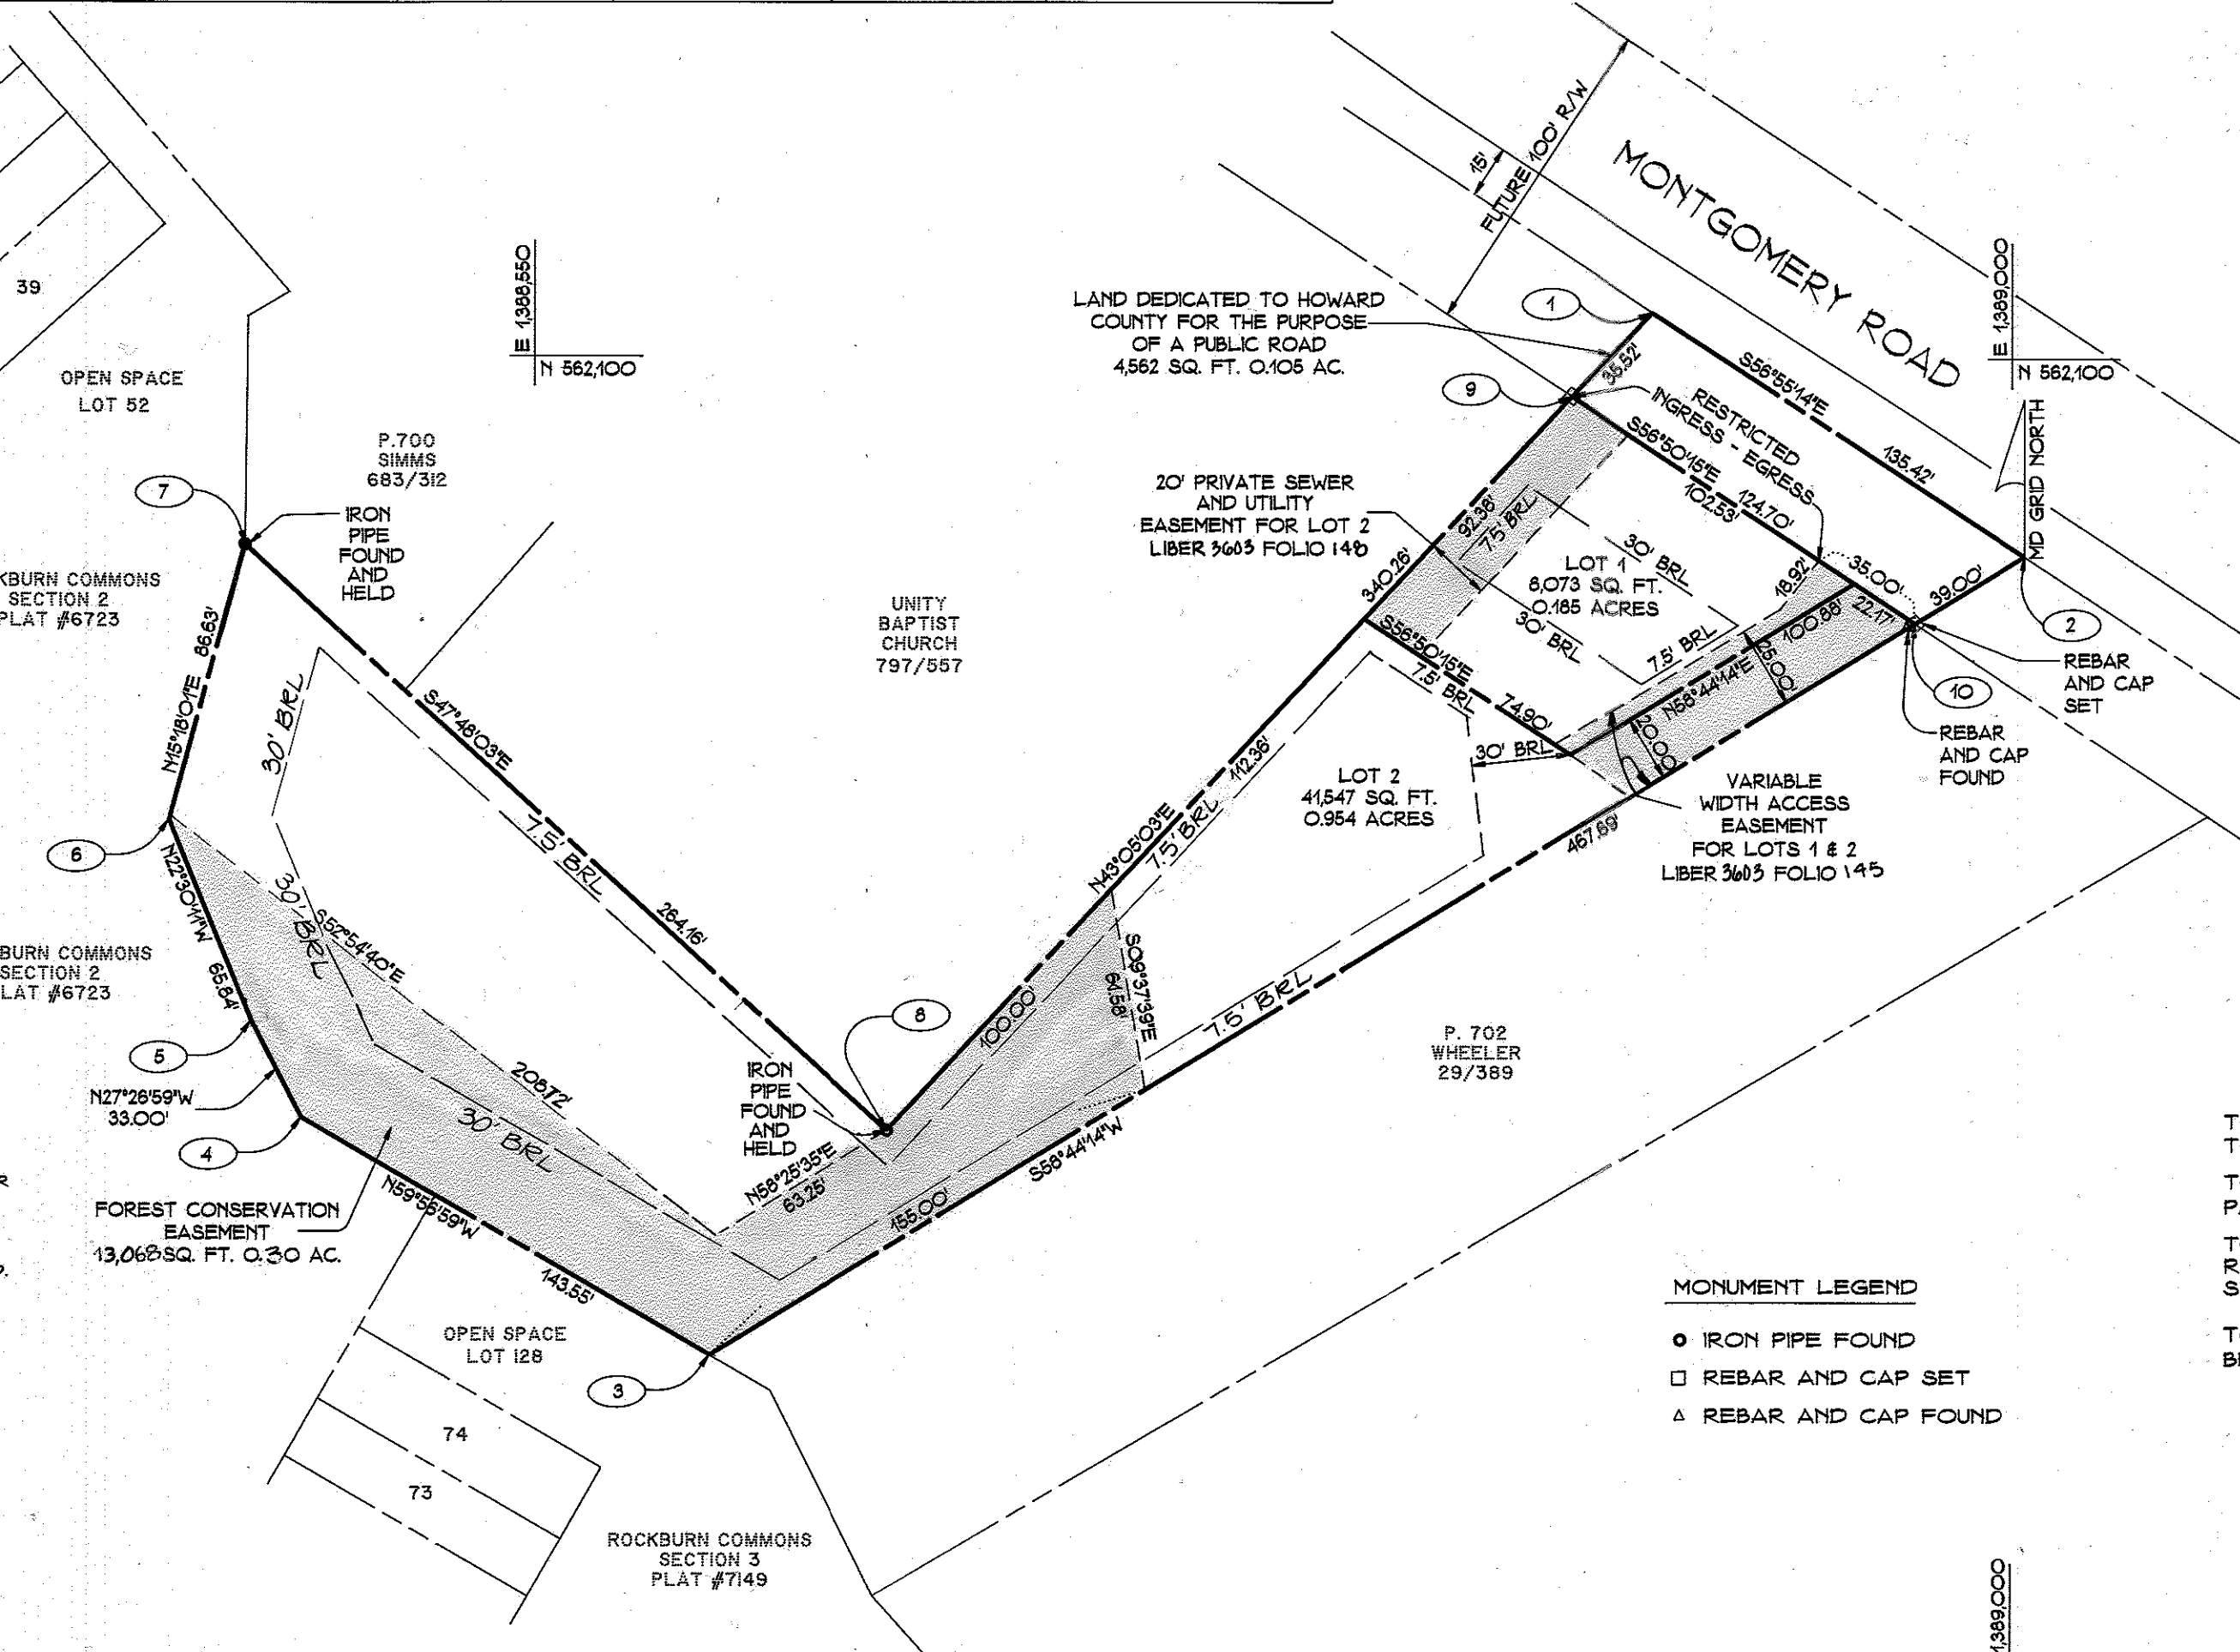 MONTGOMERY ROAD
FUTURE 100' R/W
15'
E 1,388,550
N 562,100
E 1,389,000
N 562,100
MD GRID NORTH
39
OPEN SPACE
LOT 52
P.700
SIMMS
683/312
7
IRON
PIPE
FOUND
AND
HELD
KBURN COMMONS
SECTION 2
PLAT #6723
N15°18'01"E 86.63'
6
N22°30'41"W
65.84'
BURN COMMONS
SECTION 2
LAT #6723
5
N27°26'59"W
33.00'
4
FOREST CONSERVATION
EASEMENT
13,068 SQ. FT. 0.30 AC.
N59°56'59"W
143.55'
OPEN SPACE
LOT 128
3
74
73
ROCKBURN COMMONS
SECTION 3
PLAT #7149
30' BRL
30' BRL
S52°54'40"E
208.72'
30' BRL
S47°48'03"E
7.5' BRL
264.16'
UNITY
BAPTIST
CHURCH
797/557
8
IRON
PIPE
FOUND
AND
HELD
N58°25'35"E
63.25'
155.00'
S58°44'14"W
100.00'
S09°37'39"E
61.58'
7.5' BRL
N43°05'03"E
7.5' BRL
112.36'
LAND DEDICATED TO HOWARD
COUNTY FOR THE PURPOSE
OF A PUBLIC ROAD
4,562 SQ. FT. 0.105 AC.
1
35.52'
9
S56°55'14"E
135.42'
RESTRICTED
INGRESS - EGRESS
S56°50'15"E
102.53'
124.70'
20' PRIVATE SEWER
AND UTILITY
EASEMENT FOR LOT 2
LIBER 3603 FOLIO 148
92.38'
7.5' BRL
340.26'
30' BRL
LOT 1
8,073 SQ. FT.
0.185 ACRES
30' BRL
7.5' BRL
18.92'
35.00'
39.00'
22.17'
100.88'
N58°44'14"E
25.00'
20.00'
2
REBAR
AND CAP
SET
10
REBAR
AND CAP
FOUND
S56°50'15"E
7.5' BRL
74.90'
30' BRL
LOT 2
41,547 SQ. FT.
0.954 ACRES
467.69'
VARIABLE
WIDTH ACCESS
EASEMENT
FOR LOTS 1 & 2
LIBER 3603 FOLIO 145
P. 702
WHEELER
29/389
MONUMENT LEGEND
IRON PIPE FOUND
REBAR AND CAP SET
REBAR AND CAP FOUND
1,389,000